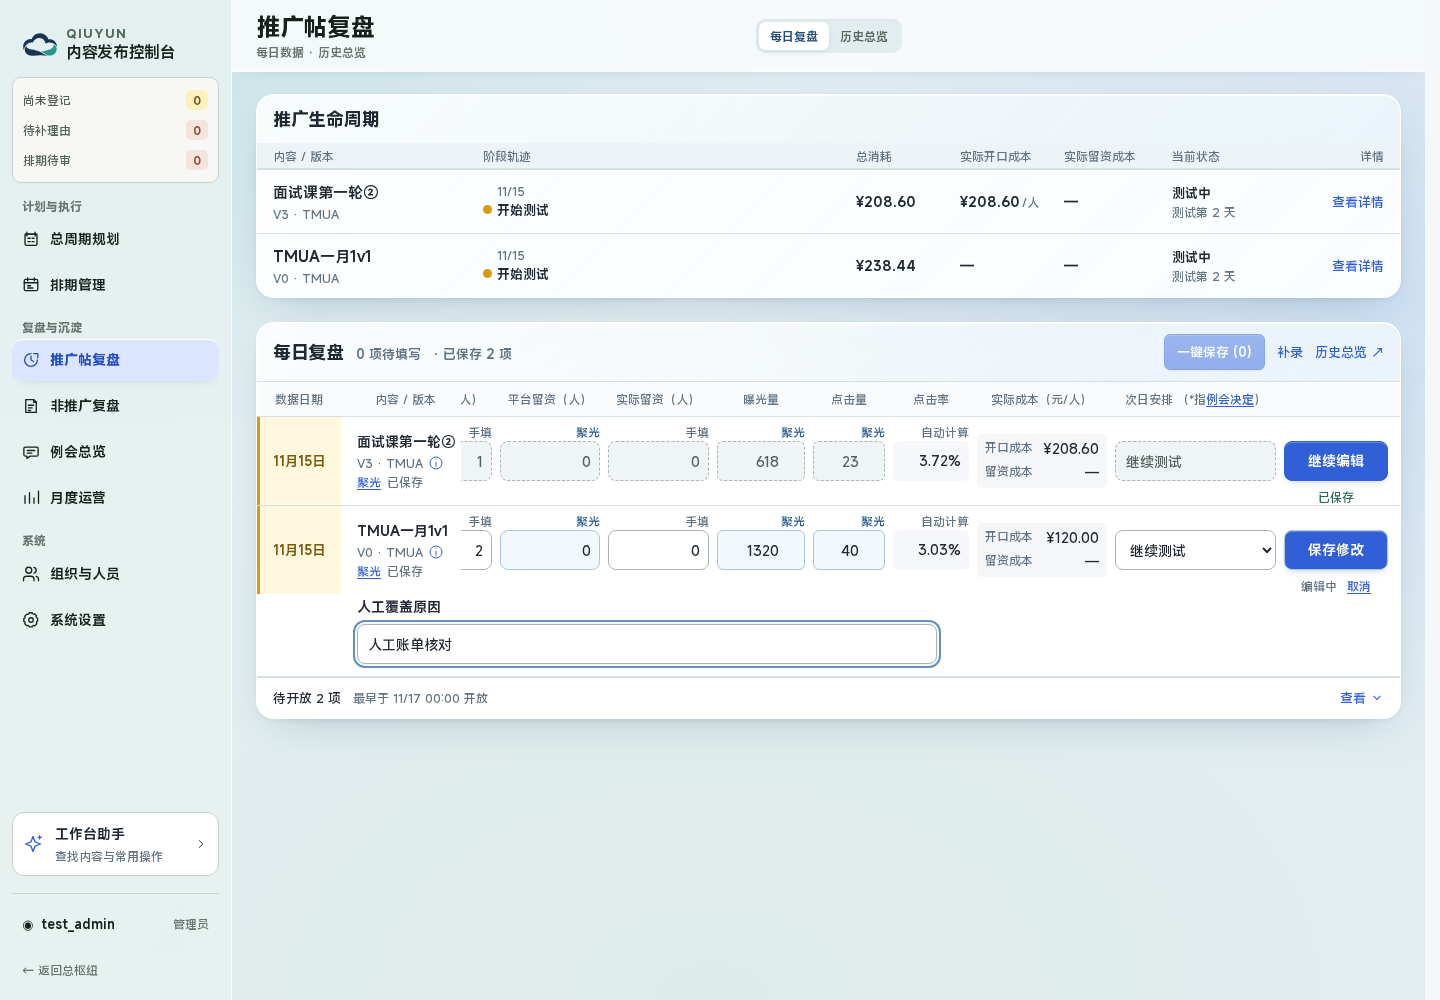 QIUYUN
内容发布控制台
尚未登记 0
待补理由 0
排期待审 0
计划与执行
总周期规划
排期管理
复盘与沉淀
推广帖复盘
非推广复盘
例会总览
月度运营
系统
组织与人员
系统设置
工作台助手
查找内容与常用操作
test_admin 管理员
← 返回总枢纽
推广帖复盘
每日数据 · 历史总览
每日复盘 历史总览
推广生命周期
内容 / 版本 阶段轨迹 总消耗 实际开口成本 实际留资成本 当前状态 详情
面试课第一轮② 11/15 ¥208.60 ¥208.60 /人 — 测试中 查看详情
V3 · TMUA 开始测试 测试第 2 天
TMUA一月1v1 11/15 ¥238.44 — — 测试中 查看详情
V0 · TMUA 开始测试 测试第 2 天
每日复盘 0 项待填写 · 已保存 2 项 一键保存 (0) 补录 历史总览 ↗
数据日期 内容 / 版本 人) 平台留资（人） 实际留资（人） 曝光量 点击量 点击率 实际成本（元/人） 次日安排 （*指例会决定）
手填 聚光 手填 聚光 聚光 自动计算
11月15日 面试课第一轮② 1 0 0 618 23 3.72% 开口成本 ¥208.60 继续测试 继续编辑
V3 · TMUA 留资成本 —
聚光 已保存 已保存
手填 聚光 手填 聚光 聚光 自动计算
11月15日 TMUA一月1v1 2 0 0 1320 40 3.03% 开口成本 ¥120.00 继续测试 保存修改
V0 · TMUA 留资成本 —
聚光 已保存 编辑中 取消
人工覆盖原因
人工账单核对
待开放 2 项 最早于 11/17 00:00 开放 查看